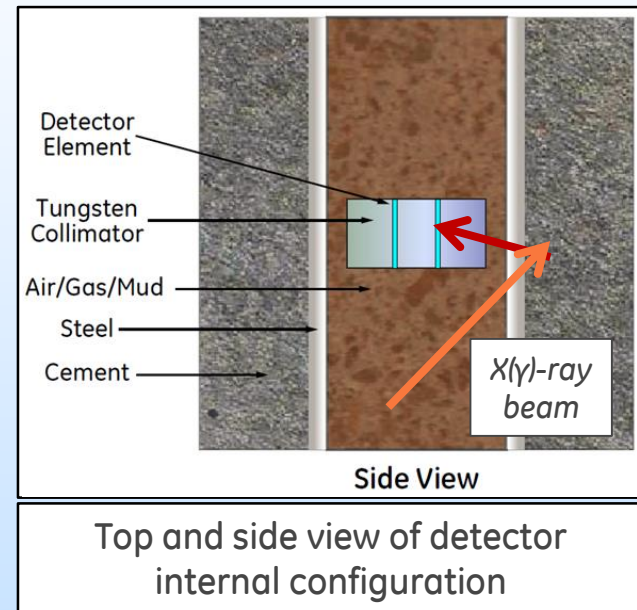 Detector
Element
Tungsten
Collimator
Air/Gas/Mud
Steel
Cement
X(γ)-ray
beam
Side View
Top and side view of detector
internal configuration